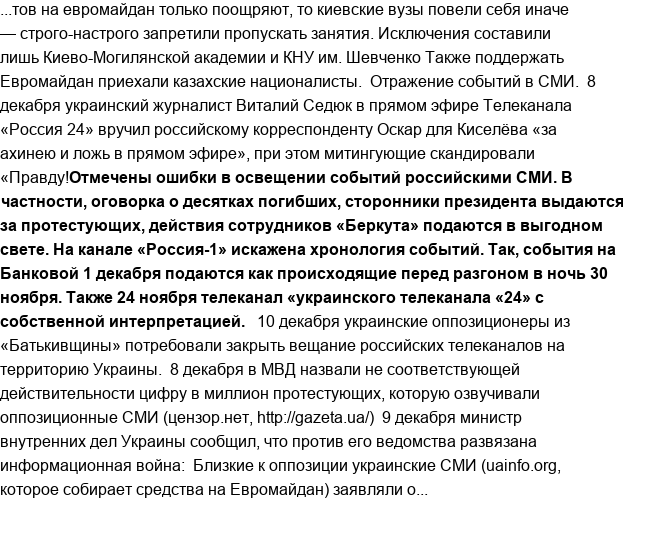 ...тов на евромайдан только поощряют, то киевские вузы повели себя иначе
— строго-настрого запретили пропускать занятия. Исключения составили
лишь Киево-Могилянской академии и КНУ им. Шевченко Также поддержать
Евромайдан приехали казахские националисты.  Отражение событий в СМИ.  8
декабря украинский журналист Виталий Седюк в прямом эфире Телеканала
«Россия 24» вручил российскому корреспонденту Оскар для Киселёва «за
ахинею и ложь в прямом эфире», при этом митингующие скандировали
«Правду!Отмечены ошибки в освещении событий российскими СМИ. В
частности, оговорка о десятках погибших, сторонники президента выдаются
за протестующих, действия сотрудников «Беркута» подаются в выгодном
свете. На канале «Россия-1» искажена хронология событий. Так, события на
Банковой 1 декабря подаются как происходящие перед разгоном в ночь 30
ноября. Также 24 ноября телеканал «украинского телеканала «24» с
собственной интерпретацией.   10 декабря украинские оппозиционеры из
«Батькивщины» потребовали закрыть вещание российских телеканалов на
территорию Украины.  8 декабря в МВД назвали не соответствующей
действительности цифру в миллион протестующих, которую озвучивали
оппозиционные СМИ (цензор.нет, http://gazeta.ua/)  9 декабря министр
внутренних дел Украины сообщил, что против его ведомства развязана
информационная война:  Близкие к оппозиции украинские СМИ (uainfo.org,
которое собирает средства на Евромайдан) заявляли о...